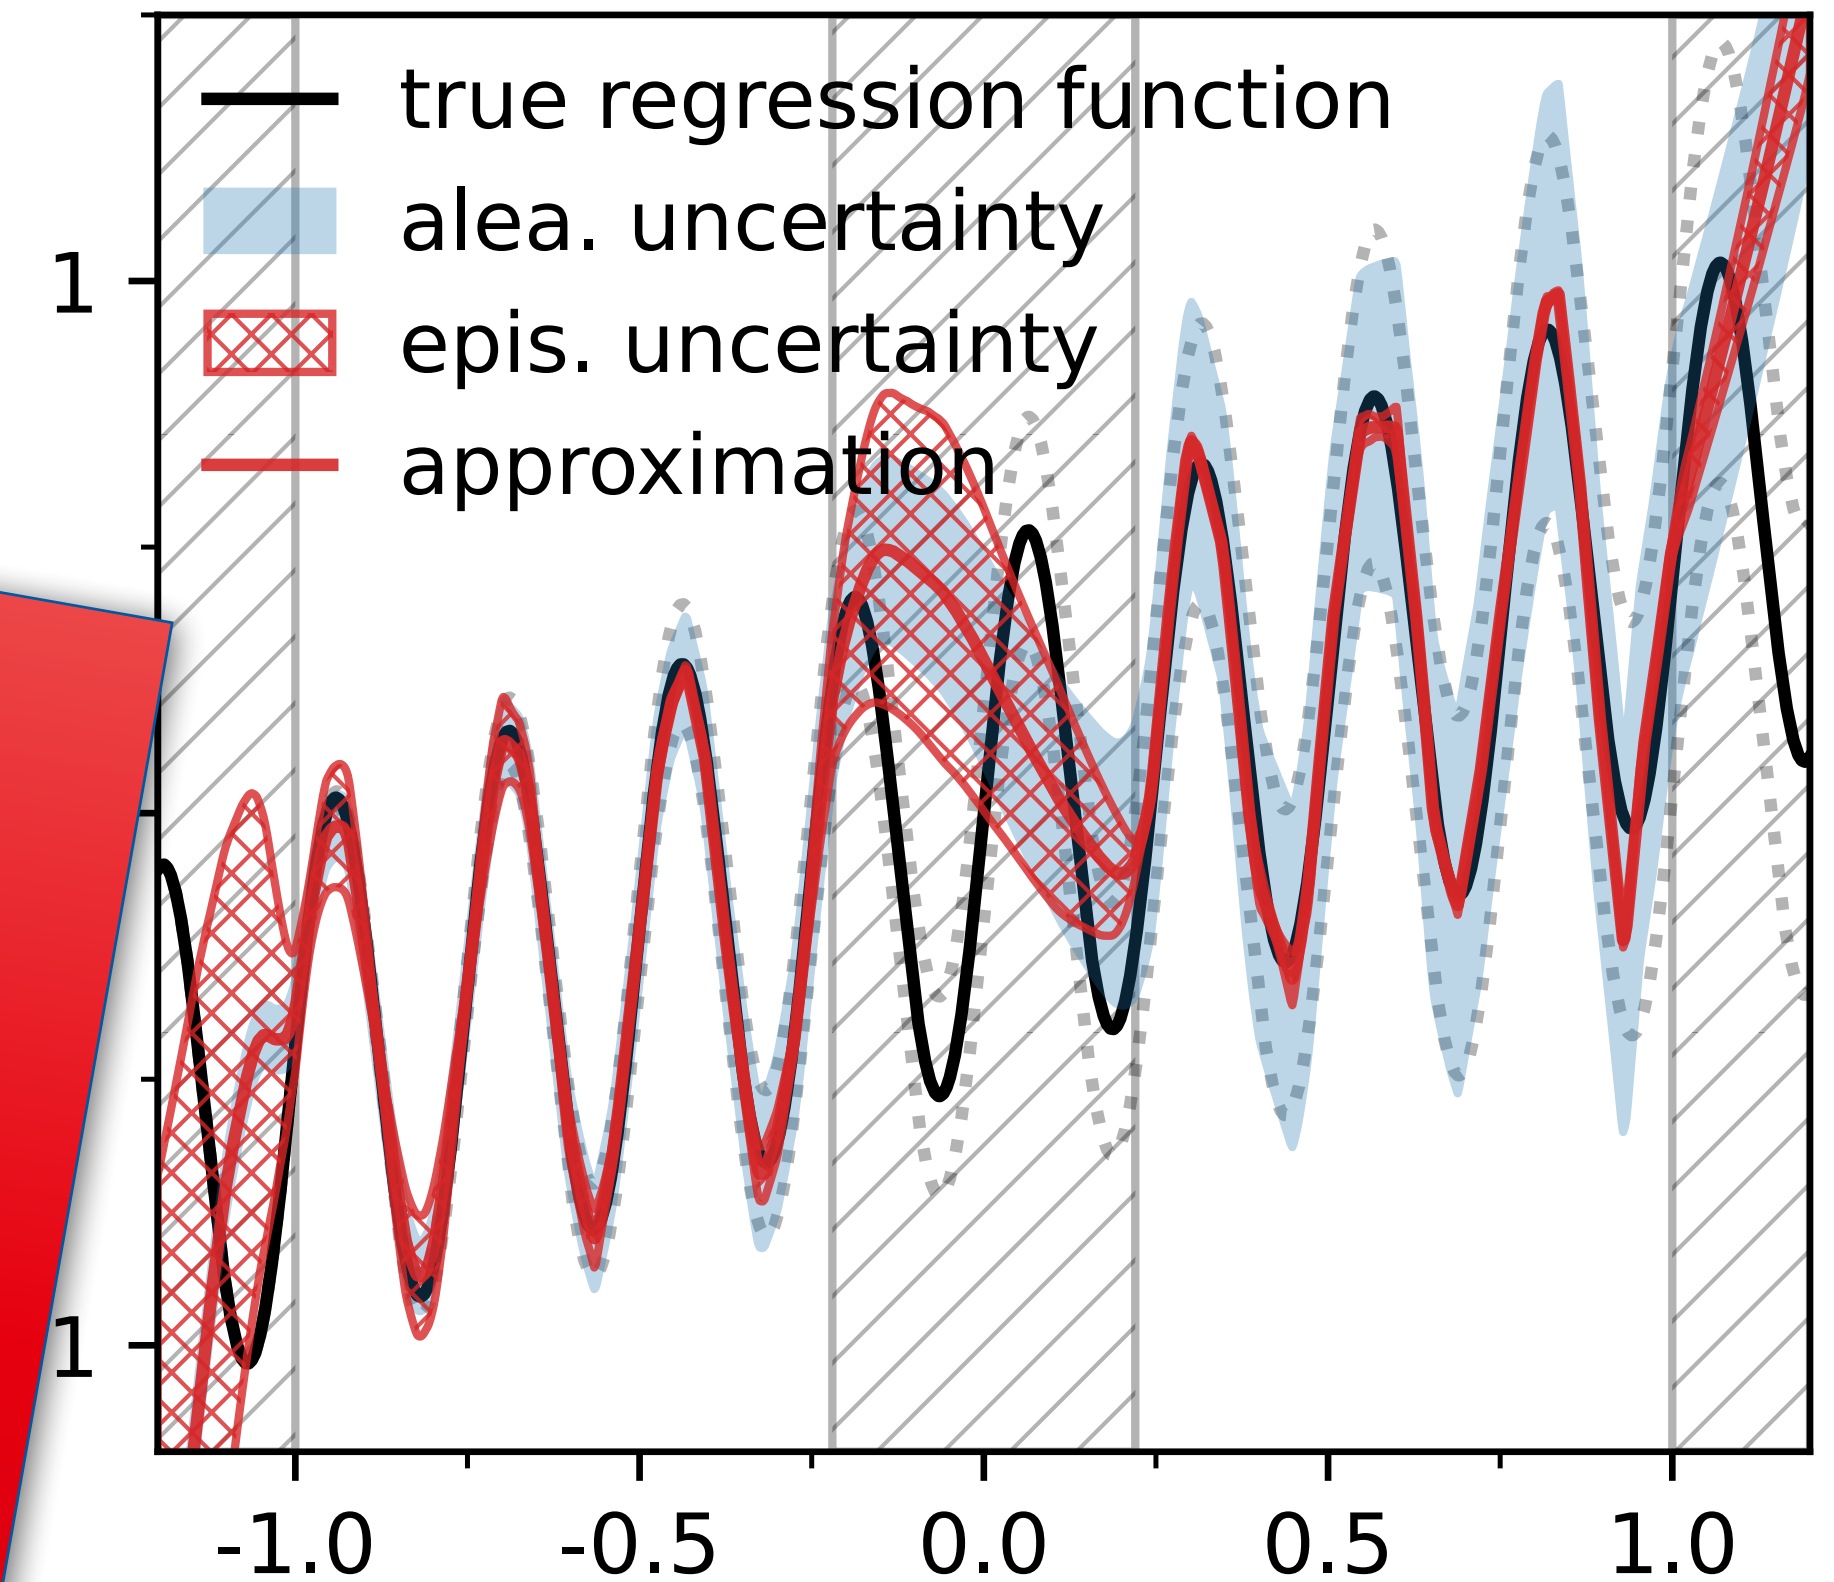 true regression function
1
alea. uncertainty
epis. uncertainty
approximation
1
-1.0 -0.5 0.0 0.5 1.0